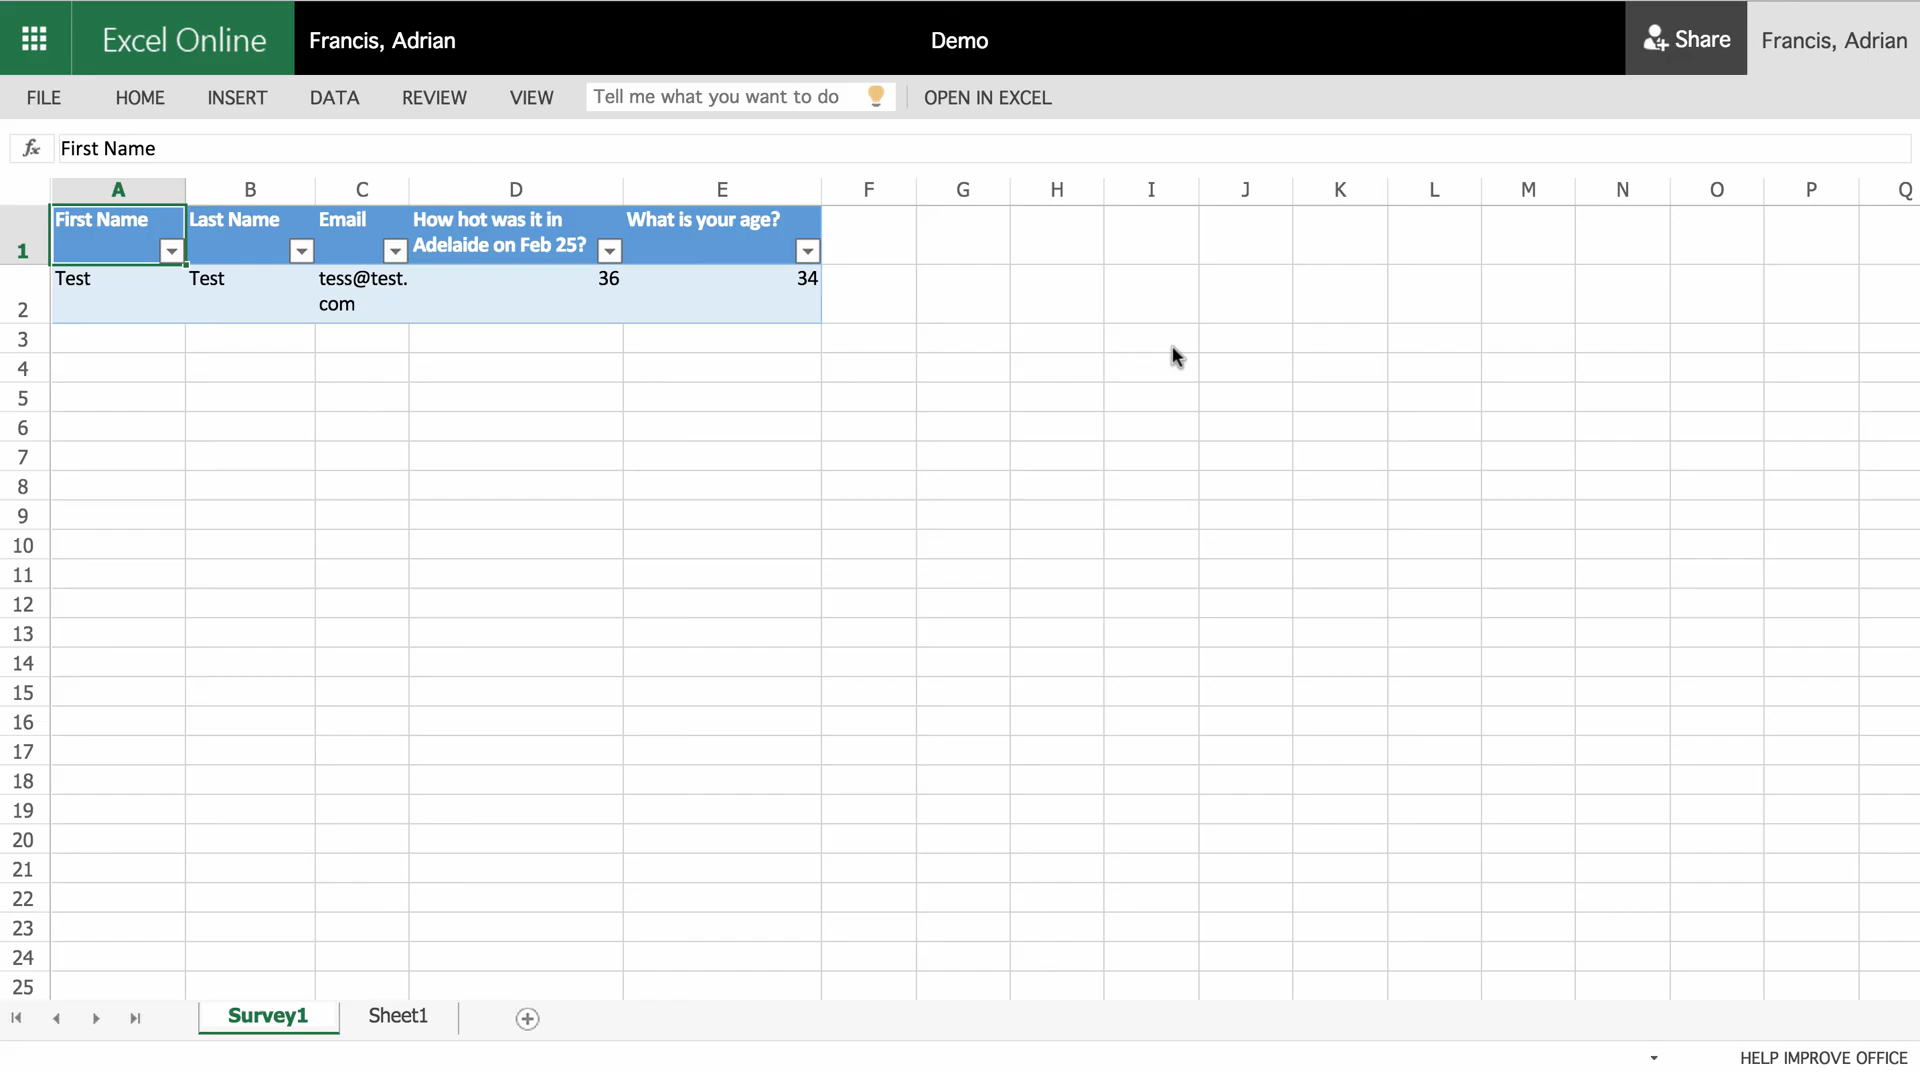 Excel Online Francis, Adrian Demo Share Francis, Adrian
FILE HOME INSERT DATA REVIEW VIEW Tell me what you want to do OPEN IN EXCEL
fx First Name
A B C D E F G H I J K L M N O P Q
1 First Name Last Name Email How hot was it in What is your age?
Adelaide on Feb 25?
2 Test Test tess@test. 36 34
com
3
4
5
6
7
8
9
10
11
12
13
14
15
16
17
18
19
20
21
22
23
24
25
Survey1 Sheet1
HELP IMPROVE OFFICE